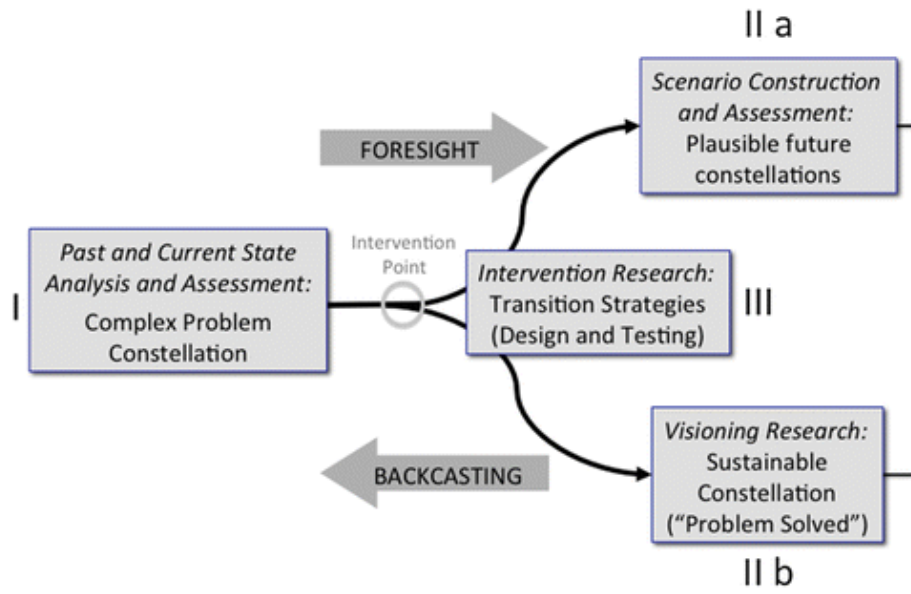 II a
Scenario Construction
and Assessment:
Plausible future
constellations
FORESIGHT
Intervention
Point
I
Past and Current State
Analysis and Assessment:
Complex Problem
Constellation
Intervention Research:
Transition Strategies
(Design and Testing)
III
BACKCASTING
Visioning Research:
Sustainable
Constellation
(“Problem Solved”)
II b